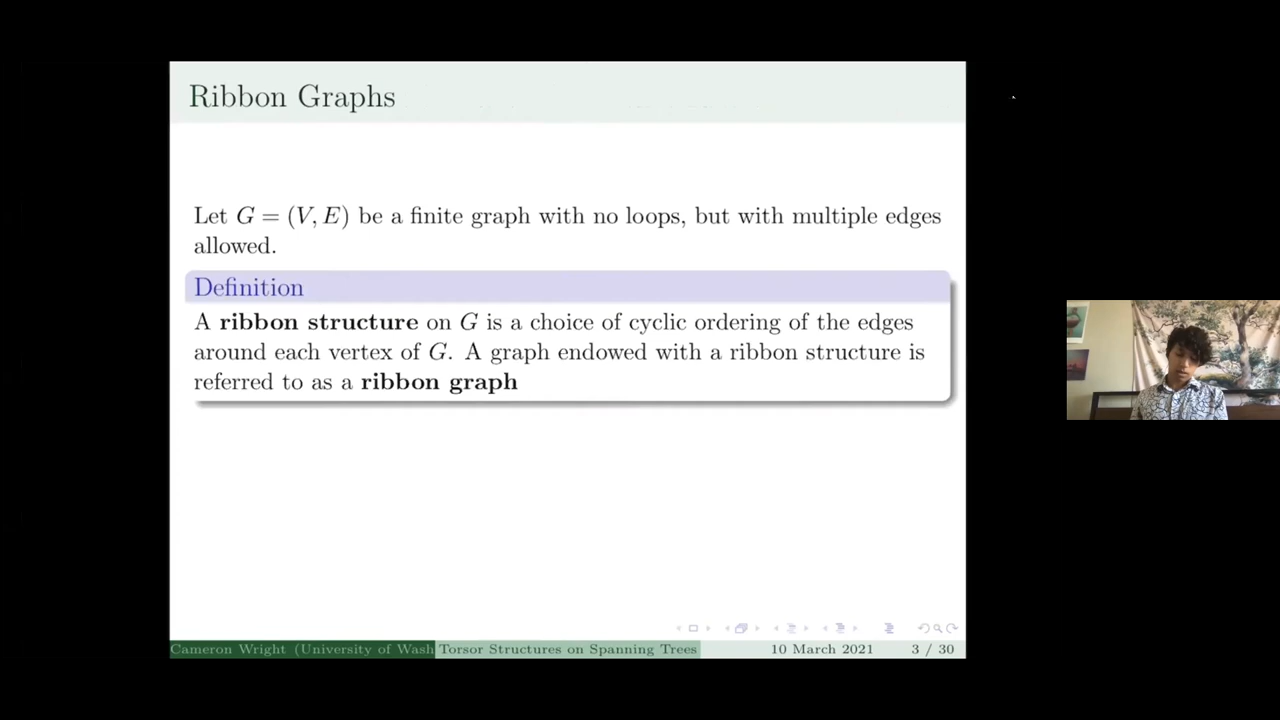 Ribbon Graphs
Let G = (V, E) be a finite graph with no loops, but with multiple edges
allowed.
Definition
A ribbon structure on G is a choice of cyclic ordering of the edges
around each vertex of G. A graph endowed with a ribbon structure is
referred to as a ribbon graph
Cameron Wright (University of Wash Torsor Structures on Spanning Trees 10 March 2021 3 / 30